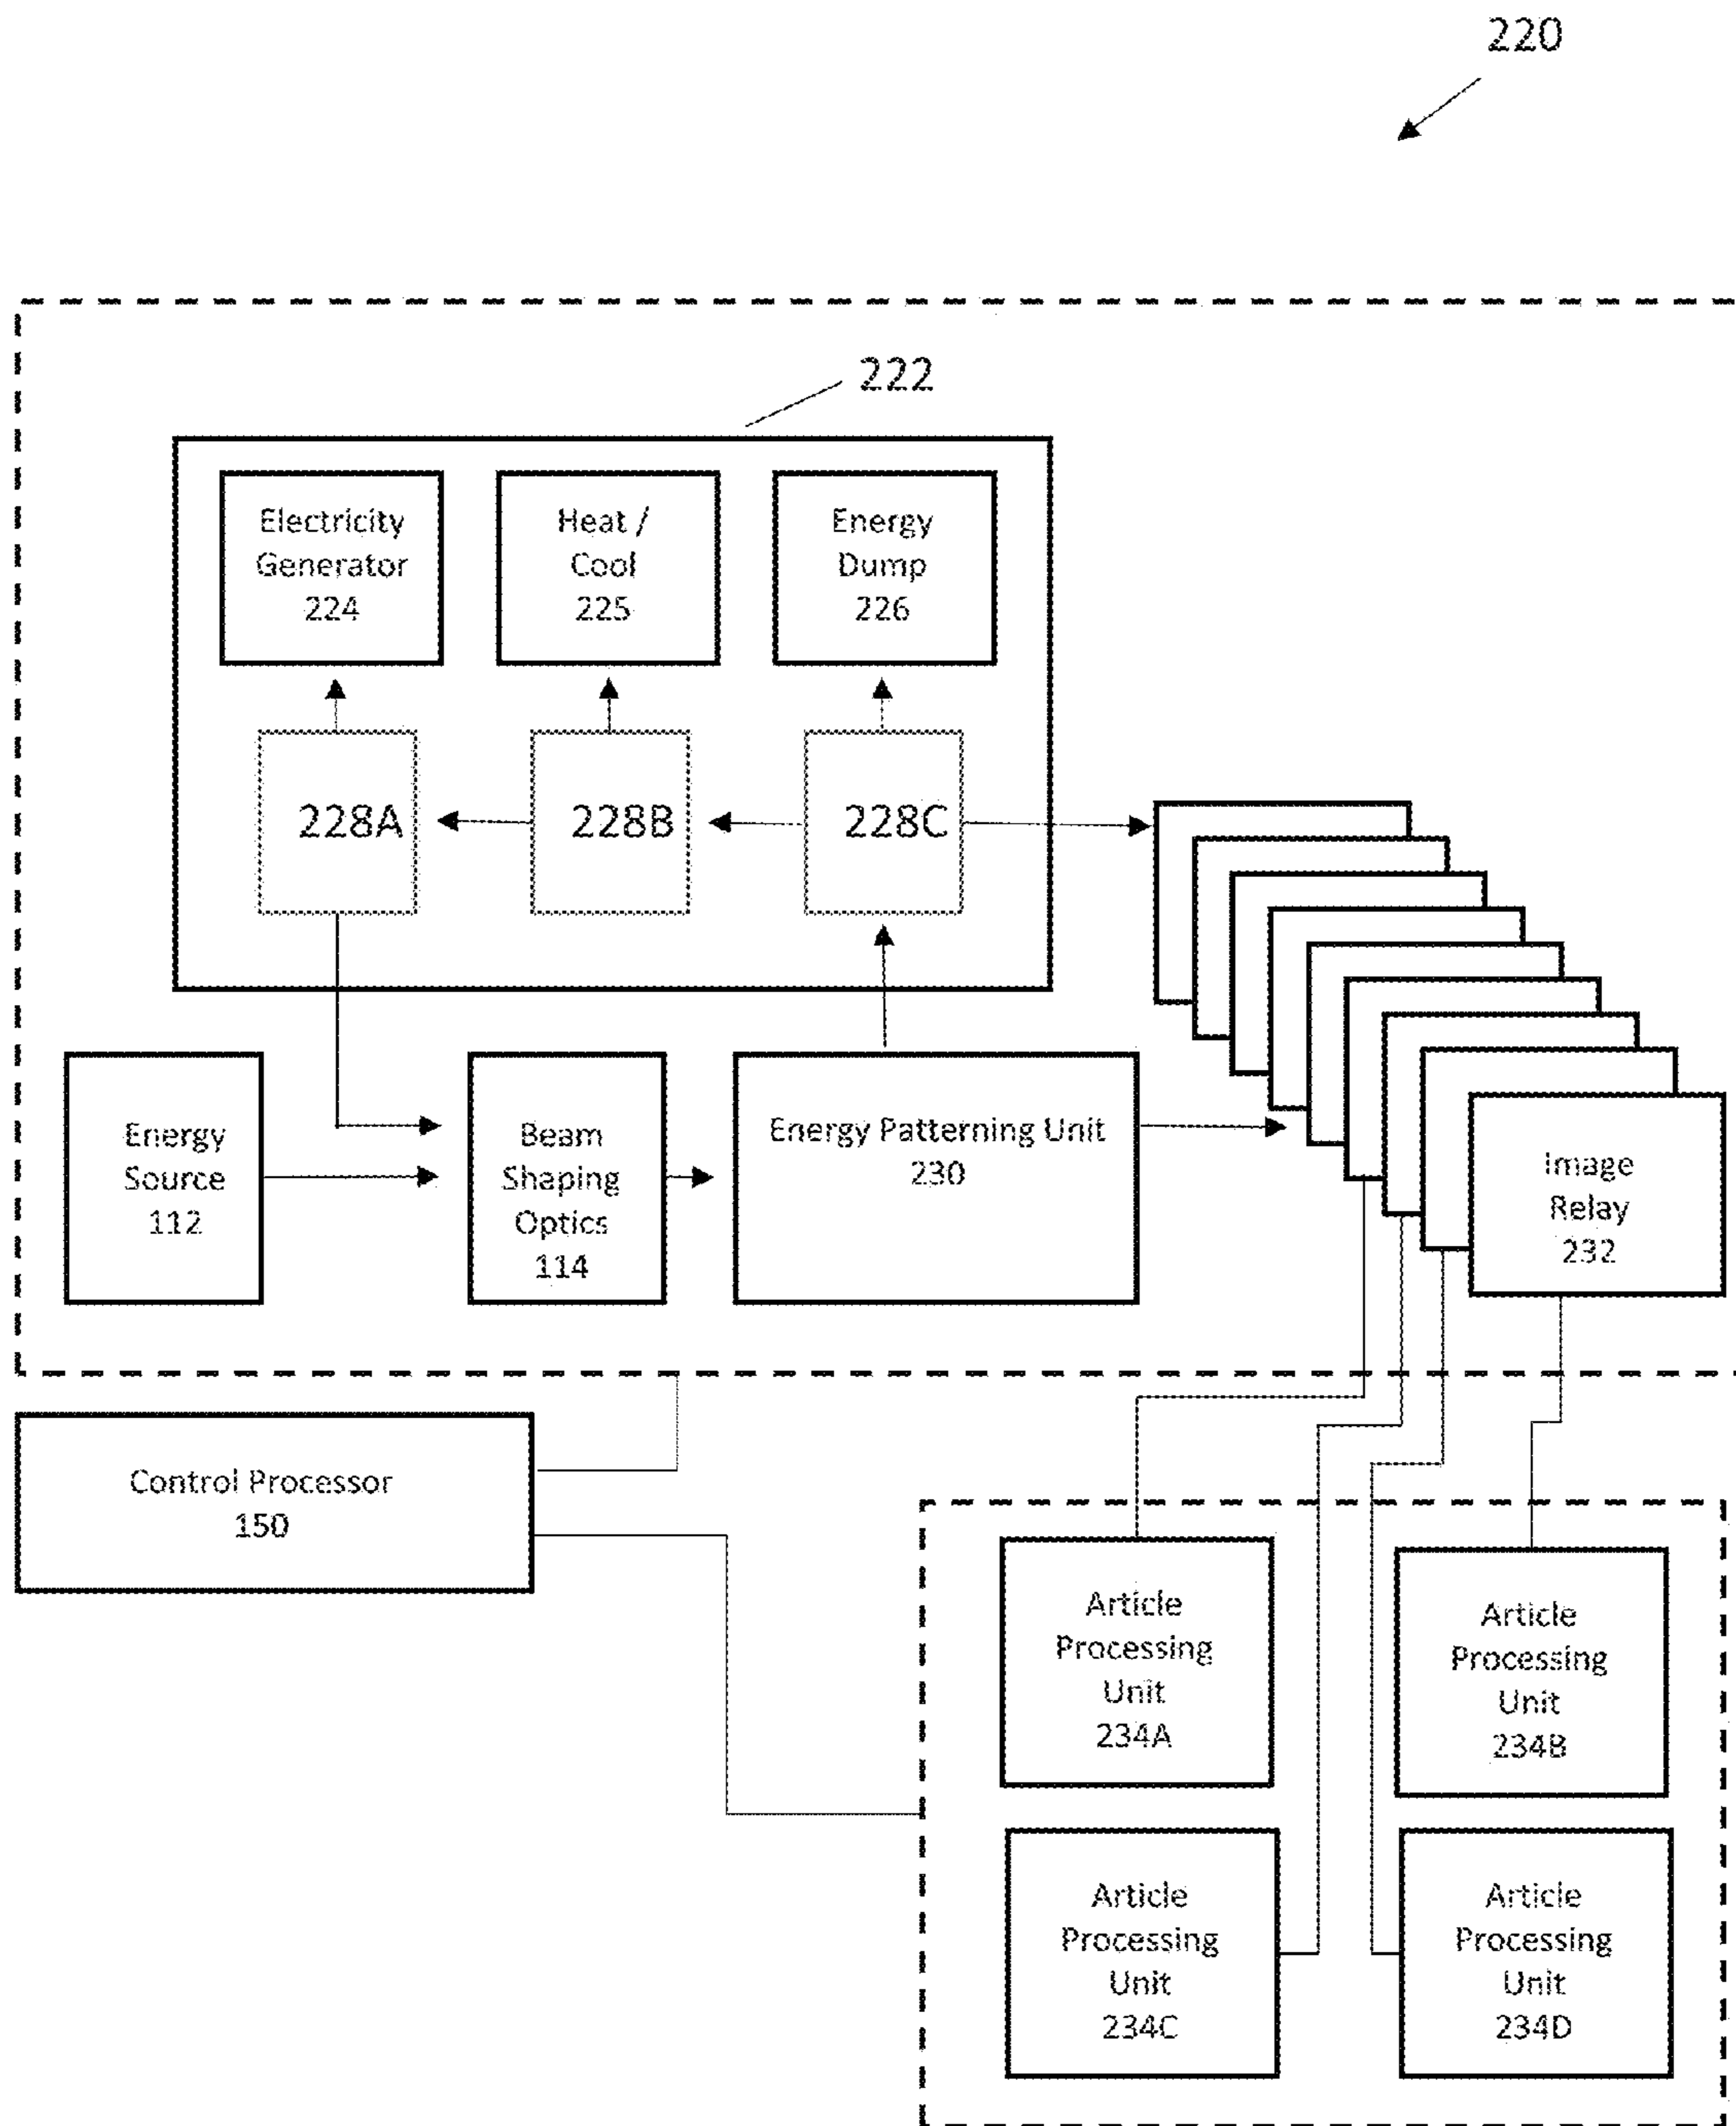 220
222
Electricity
Generator
224
Heat /
Cool
225
Energy
Dump
226
228A
228B
228C
Energy
Source
112
Beam
Shaping
Optics
114
Energy Patterning Unit
230
Image
Relay
232
Control Processor
150
Article
Processing
Unit
234A
Article
Processing
Unit
234B
Article
Processing
Unit
234C
Article
Processing
Unit
234D